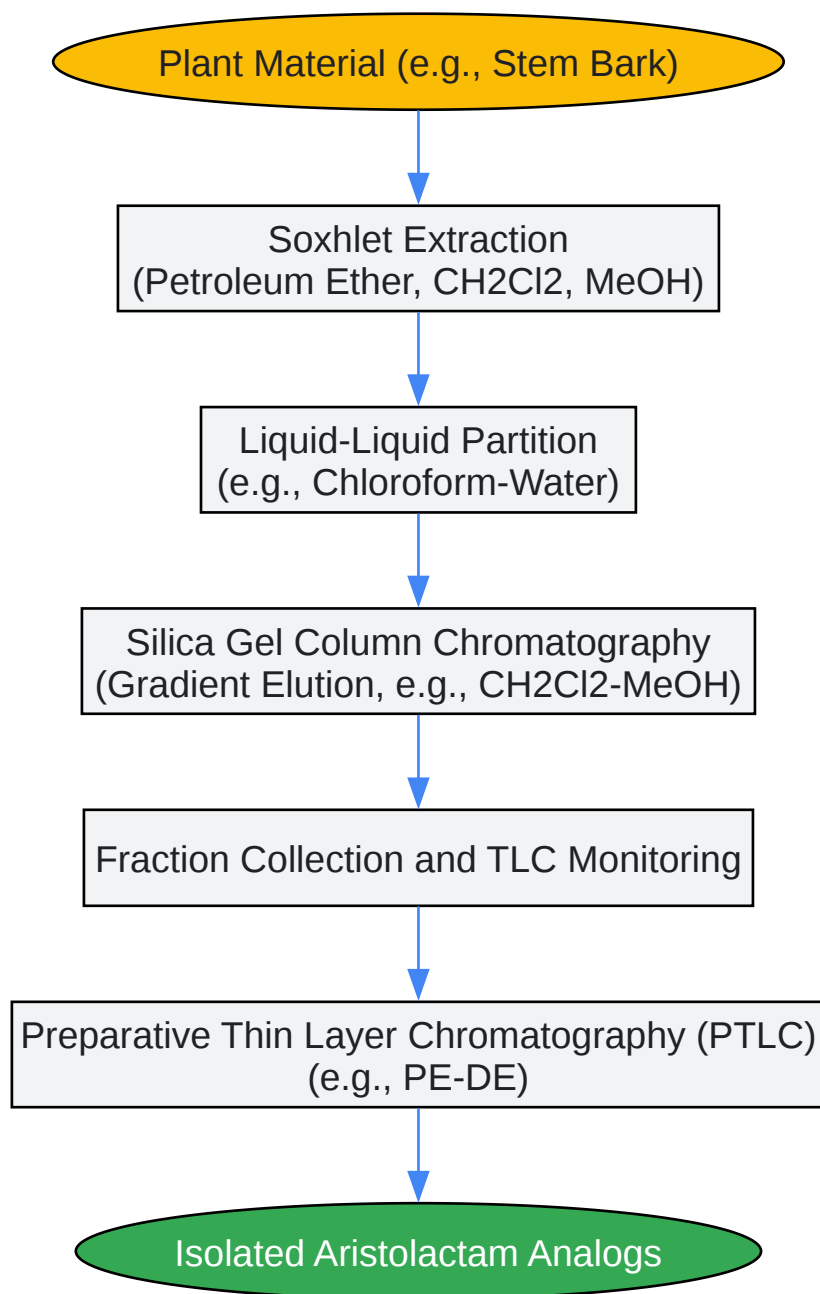 Plant Material (e.g., Stem Bark)
Soxhlet Extraction
(Petroleum Ether, CH2Cl2, MeOH)
Liquid-Liquid Partition
(e.g., Chloroform-Water)
Silica Gel Column Chromatography
(Gradient Elution, e.g., CH2Cl2-MeOH)
Fraction Collection and TLC Monitoring
Preparative Thin Layer Chromatography (PTLC)
(e.g., PE-DE)
Isolated Aristolactam Analogs